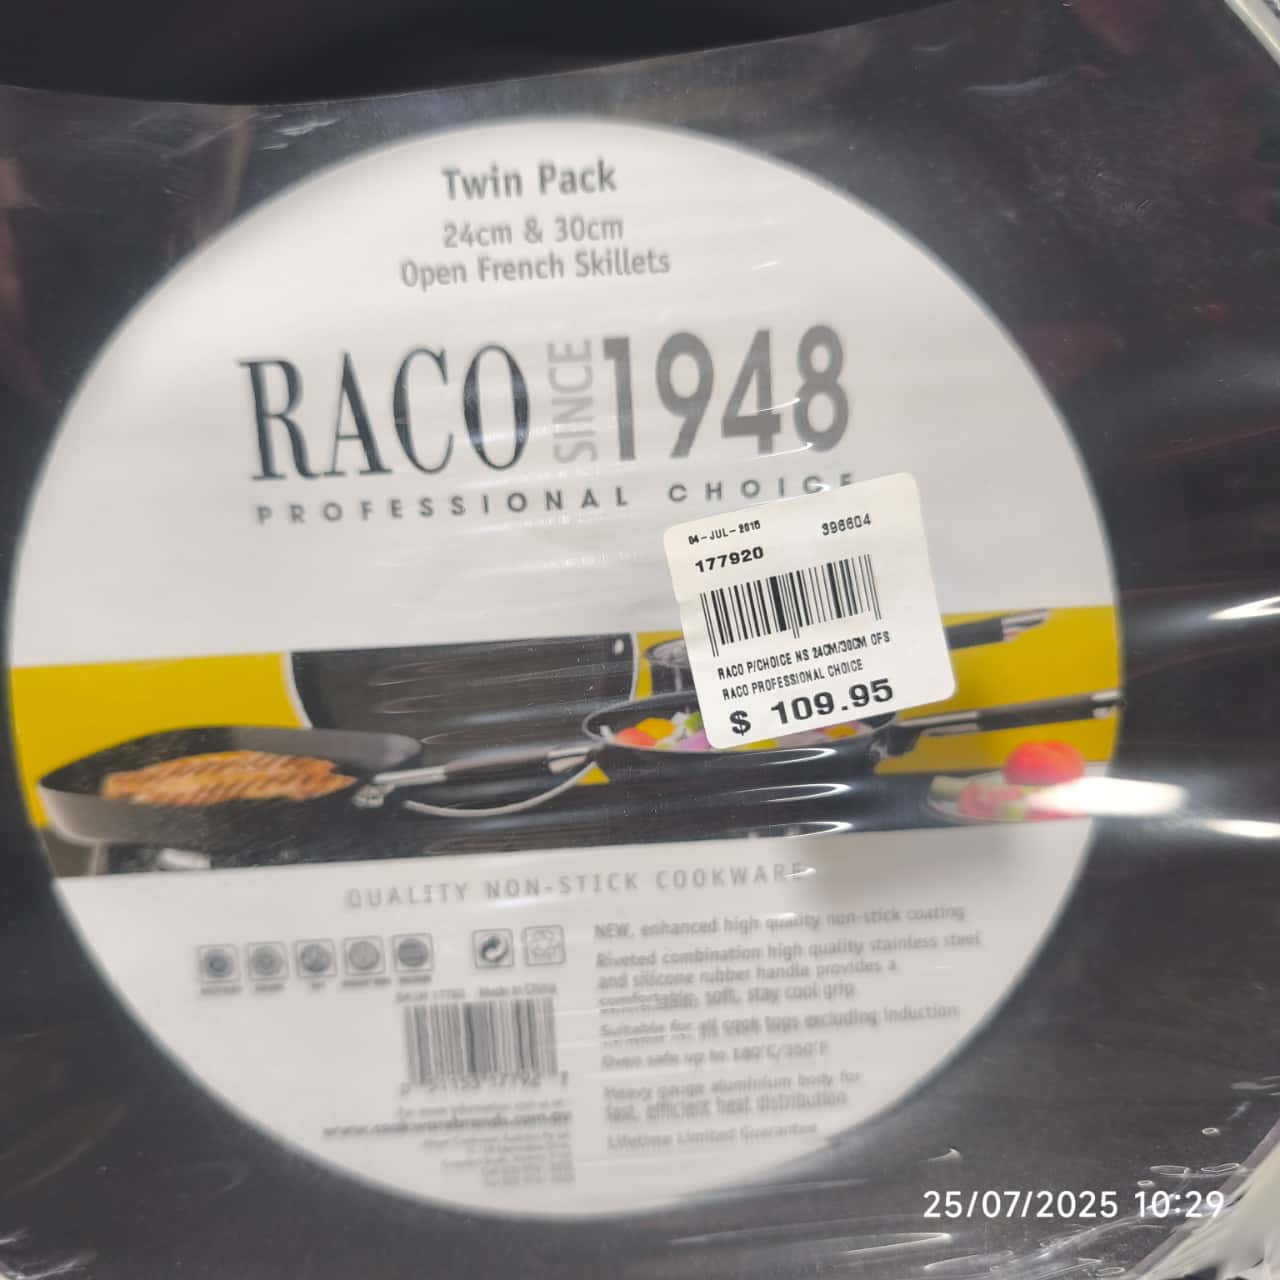 Twin Pack
24cm & 30cm
Open French Skillets
RACO SINCE 1948
PROFESSIONAL CHOICE
04-JUL-2016 396604
177920
RACO P/CHOICE NS 24CM/30CM OFS
RACO PROFESSIONAL CHOICE
$ 109.95
QUALITY NON-STICK COOKWARE
NEW, enhanced high quality non-stick coating
Riveted combination high quality stainless steel
and silicone rubber handle provides a
comfortable, soft, stay cool grip
Suitable for all cook tops excluding induction
Oven safe up to 180°C/350°F
Heavy gauge aluminium body for
fast, efficient heat distribution
Lifetime Limited Guarantee
Made in China
25/07/2025 10:29